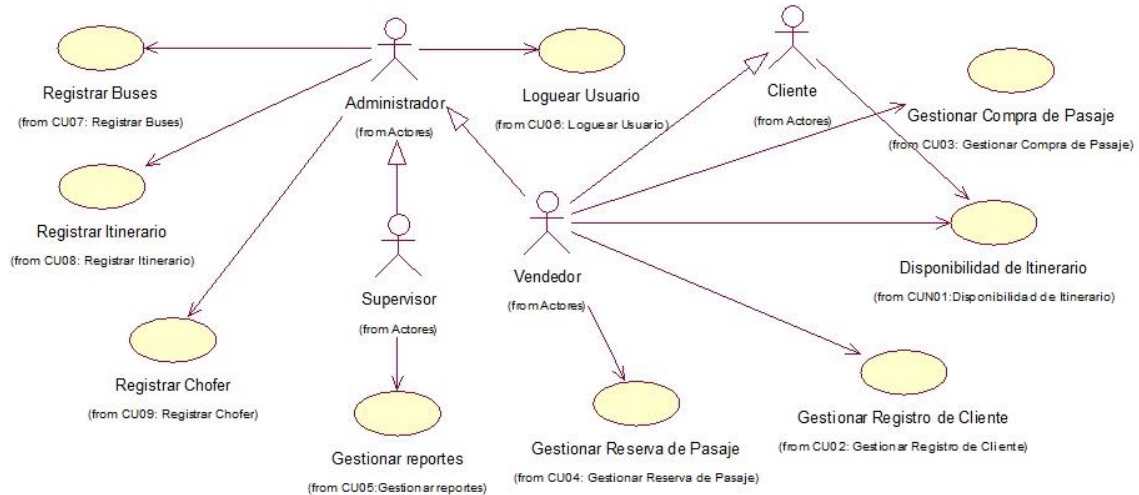 Registrar Buses
(from CU07: Registrar Buses)
Administrador
(from Actores)
Loguear Usuario
(from CU06: Loguear Usuario)
Cliente
(from Actores)
Gestionar Compra de Pasaje
(from CU03: Gestionar Compra de Pasaje)
Registrar Itinerario
(from CU08: Registrar Itinerario)
Supervisor
(from Actores)
Vendedor
(from Actores)
Disponibilidad de Itinerario
(from CUN01:Disponibilidad de Itinerario)
Registrar Chofer
(from CU09: Registrar Chofer)
Gestionar reportes
(from CU05:Gestionar reportes)
Gestionar Reserva de Pasaje
(from CU04: Gestionar Reserva de Pasaje)
Gestionar Registro de Cliente
(from CU02: Gestionar Registro de Cliente)